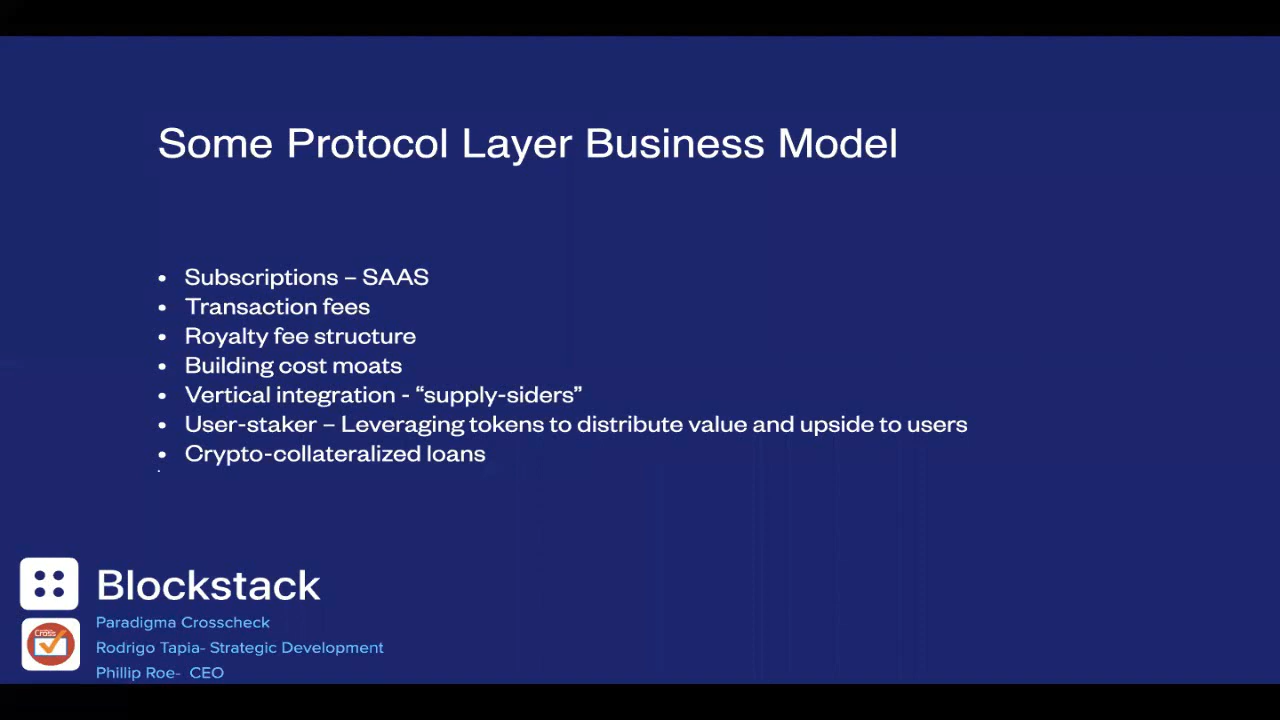 Some Protocol Layer Business Model
• Subscriptions – SAAS
• Transaction fees
• Royalty fee structure
• Building cost moats
• Vertical integration - “supply-siders”
• User-staker – Leveraging tokens to distribute value and upside to users
• Crypto-collateralized loans
Blockstack
Cross
Paradigma Crosscheck
Rodrigo Tapia- Strategic Development
Phillip Roe- CEO